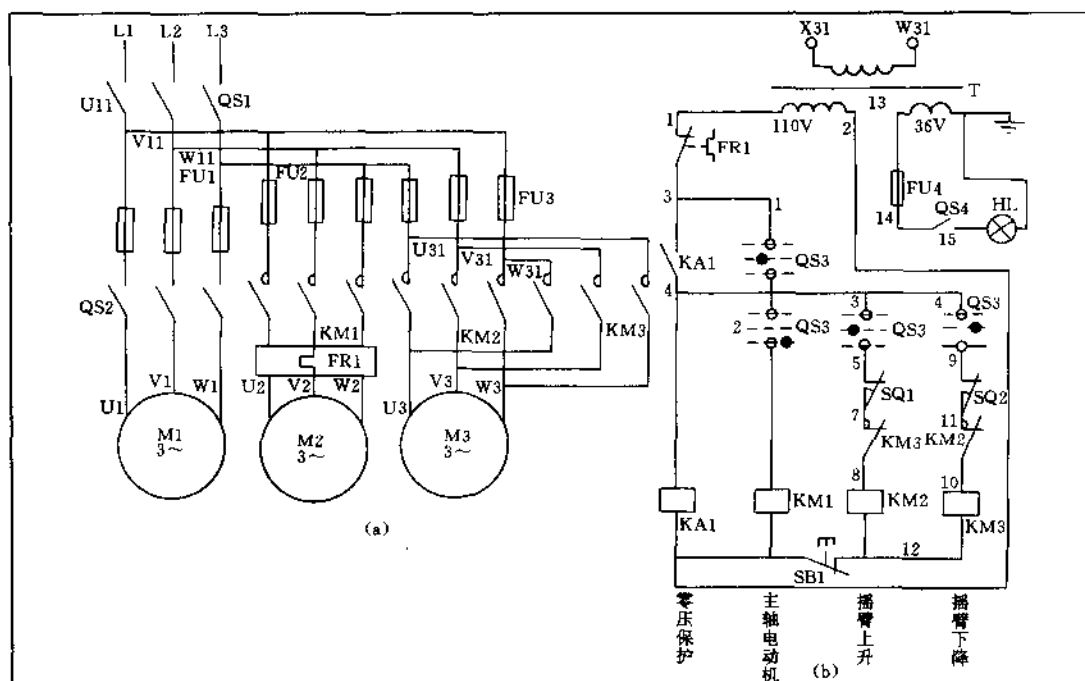 L1 L2 L3
U11 QS1
V11
W11
FU1 FU2 FU3
U31
V31
W31
QS2 KM1 KM2 KM3
FR1
U1 V1 W1 U2 V2 W2 U3 V3 W3
M1
3～
M2
3～
M3
3～
(a)
X31 W31
T
13
1 110V 2 36V
FR1
FU4 HL
14 QS4
15
3 1
KA1 QS3
4
2 QS3 3 QS3 4 QS3
5 9
SQ1 SQ2
7 11
KM3 KM2
8 10
KA1 KM1 KM2 KM3
12
SB1
零压保护
主轴电动机
摇臂上升
摇臂下降
(b)